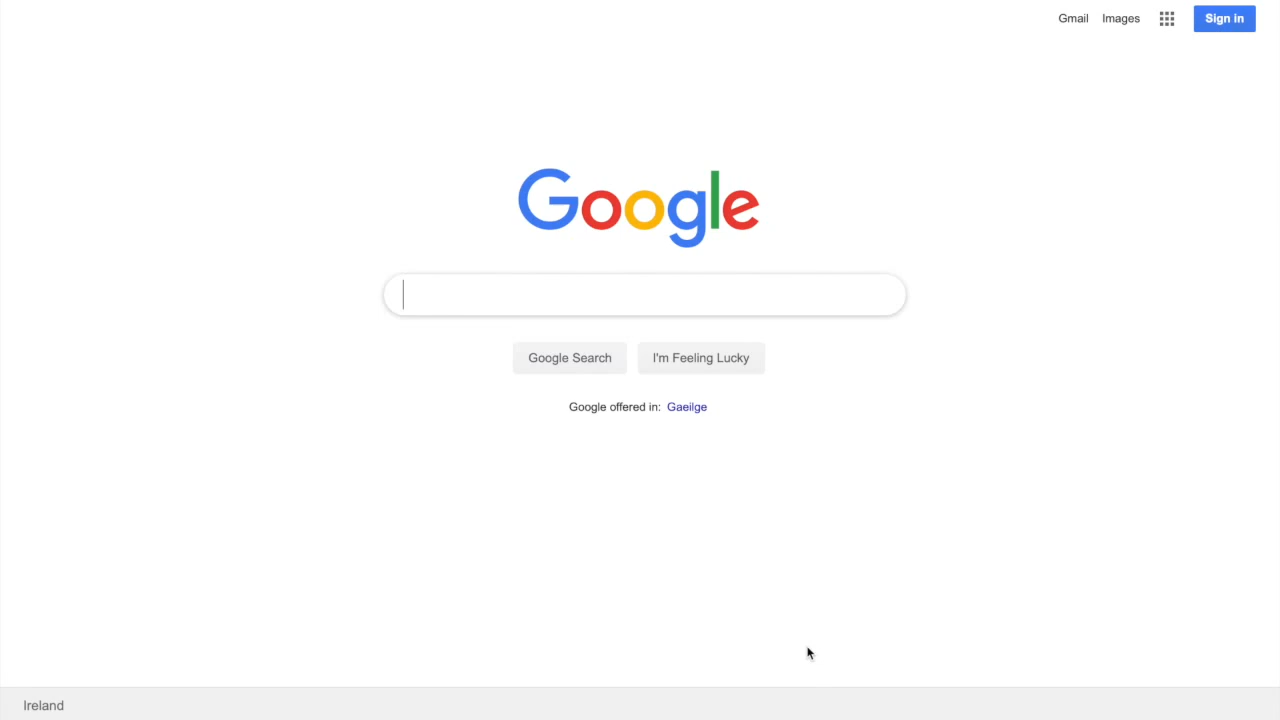 Gmail Images Sign in
Google
Google Search I'm Feeling Lucky
Google offered in: Gaeilge
Ireland